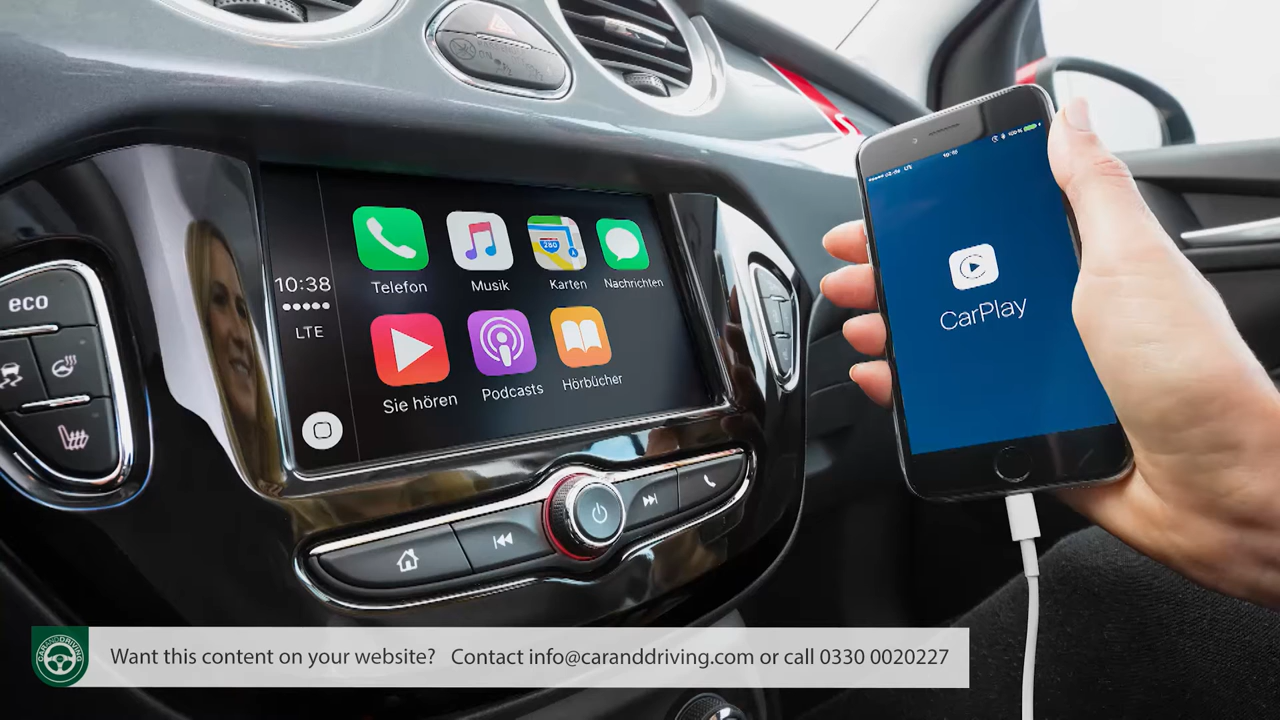 eco
10:38
LTE
Telefon
Musik
280
Karten
Nachrichten
Sie hören
Podcasts
Hörbücher
CarPlay
CARANDDRIVING
Want this content on your website? Contact info@caranddriving.com or call 0330 0020227